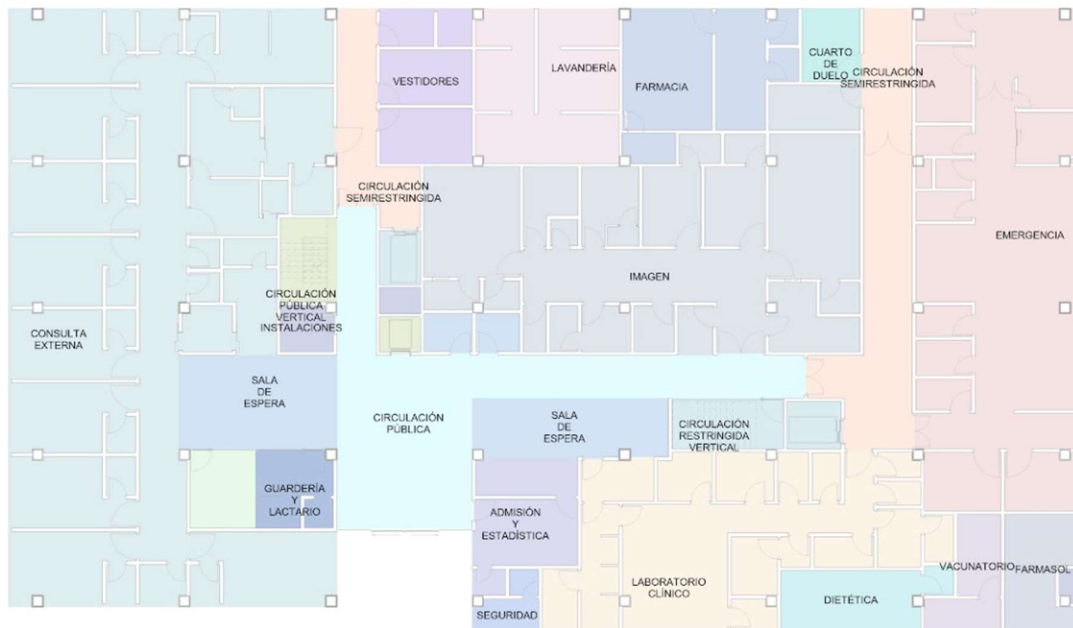 CUARTO
DE
DUELO
CIRCULACIÓN
SEMIRESTRINGIDA
LAVANDERÍA
VESTIDORES
FARMACIA
CIRCULACIÓN
SEMIRESTRINGIDA
EMERGENCIA
IMAGEN
CIRCULACIÓN
PÚBLICA
VERTICAL
INSTALACIONES
CONSULTA
EXTERNA
SALA
DE
ESPERA
CIRCULACIÓN
PÚBLICA
SALA
DE
ESPERA
CIRCULACIÓN
RESTRINGIDA
VERTICAL
GUARDERÍA
Y
LACTARIO
ADMISIÓN
Y
ESTADÍSTICA
LABORATORIO
CLÍNICO
VACUNATORIO
FARMASOL
DIETÉTICA
SEGURIDAD